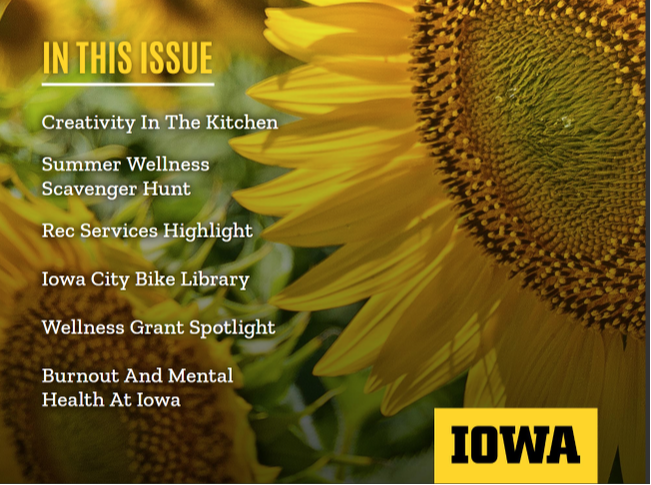 IN THIS ISSUE
Creativity In The Kitchen
Summer Wellness
Scavenger Hunt
Rec Services Highlight
Iowa City Bike Library
Wellness Grant Spotlight
Burnout And Mental
Health At Iowa
IOWA